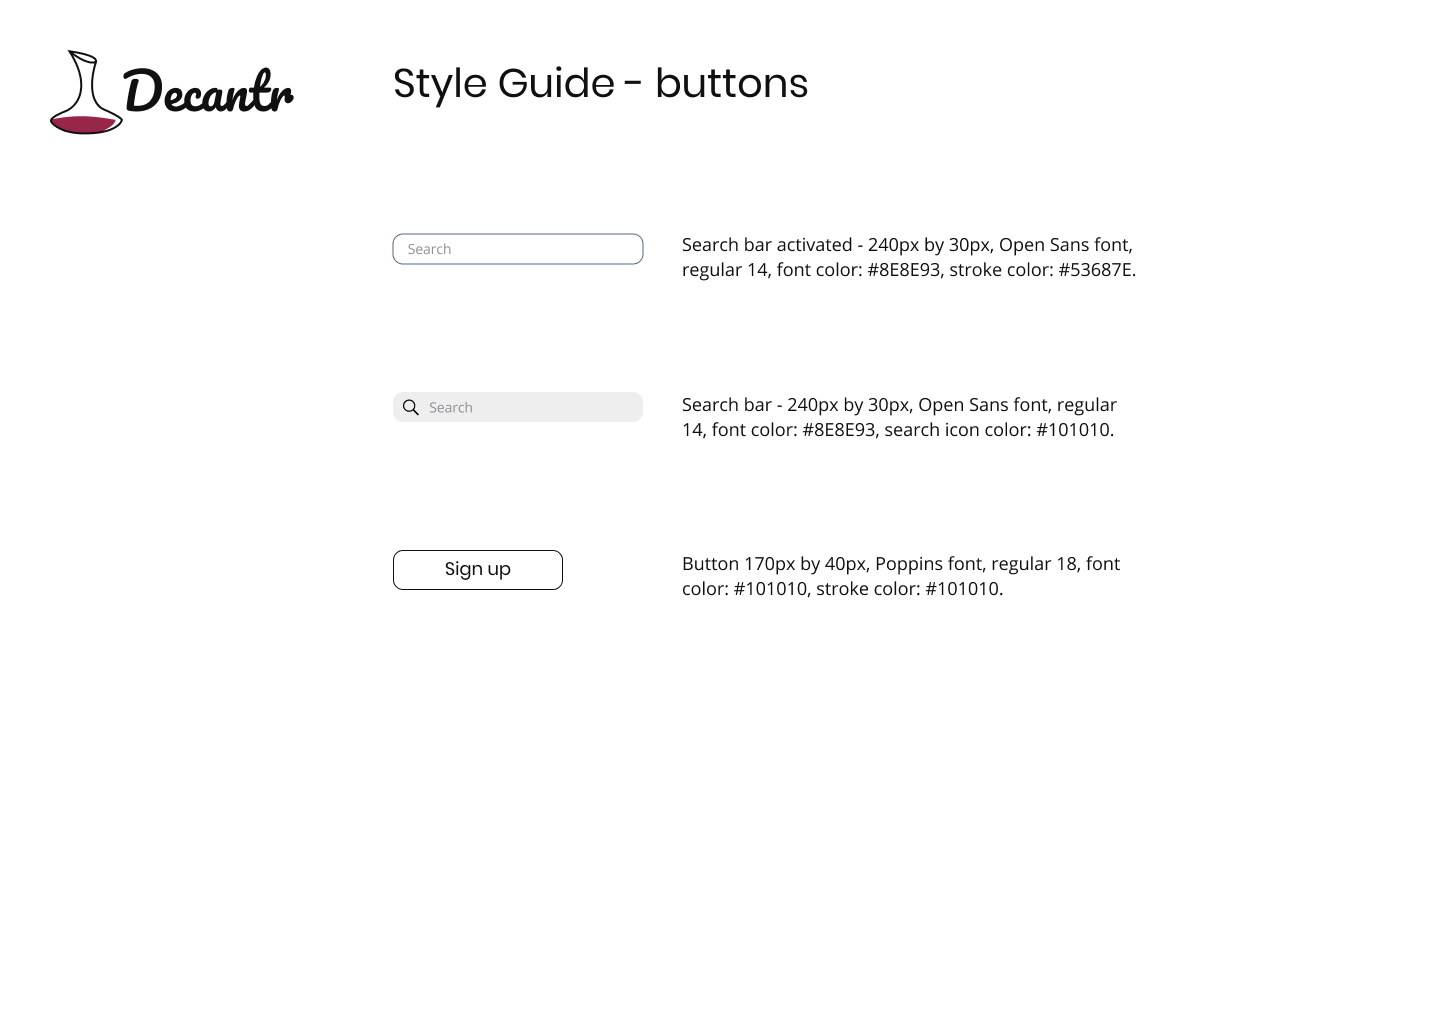 Decantr
Style Guide - buttons
Search
Search bar activated - 240px by 30px, Open Sans font,
regular 14, font color: #8E8E93, stroke color: #53687E.
Search
Search bar - 240px by 30px, Open Sans font, regular
14, font color: #8E8E93, search icon color: #101010.
Sign up
Button 170px by 40px, Poppins font, regular 18, font
color: #101010, stroke color: #101010.